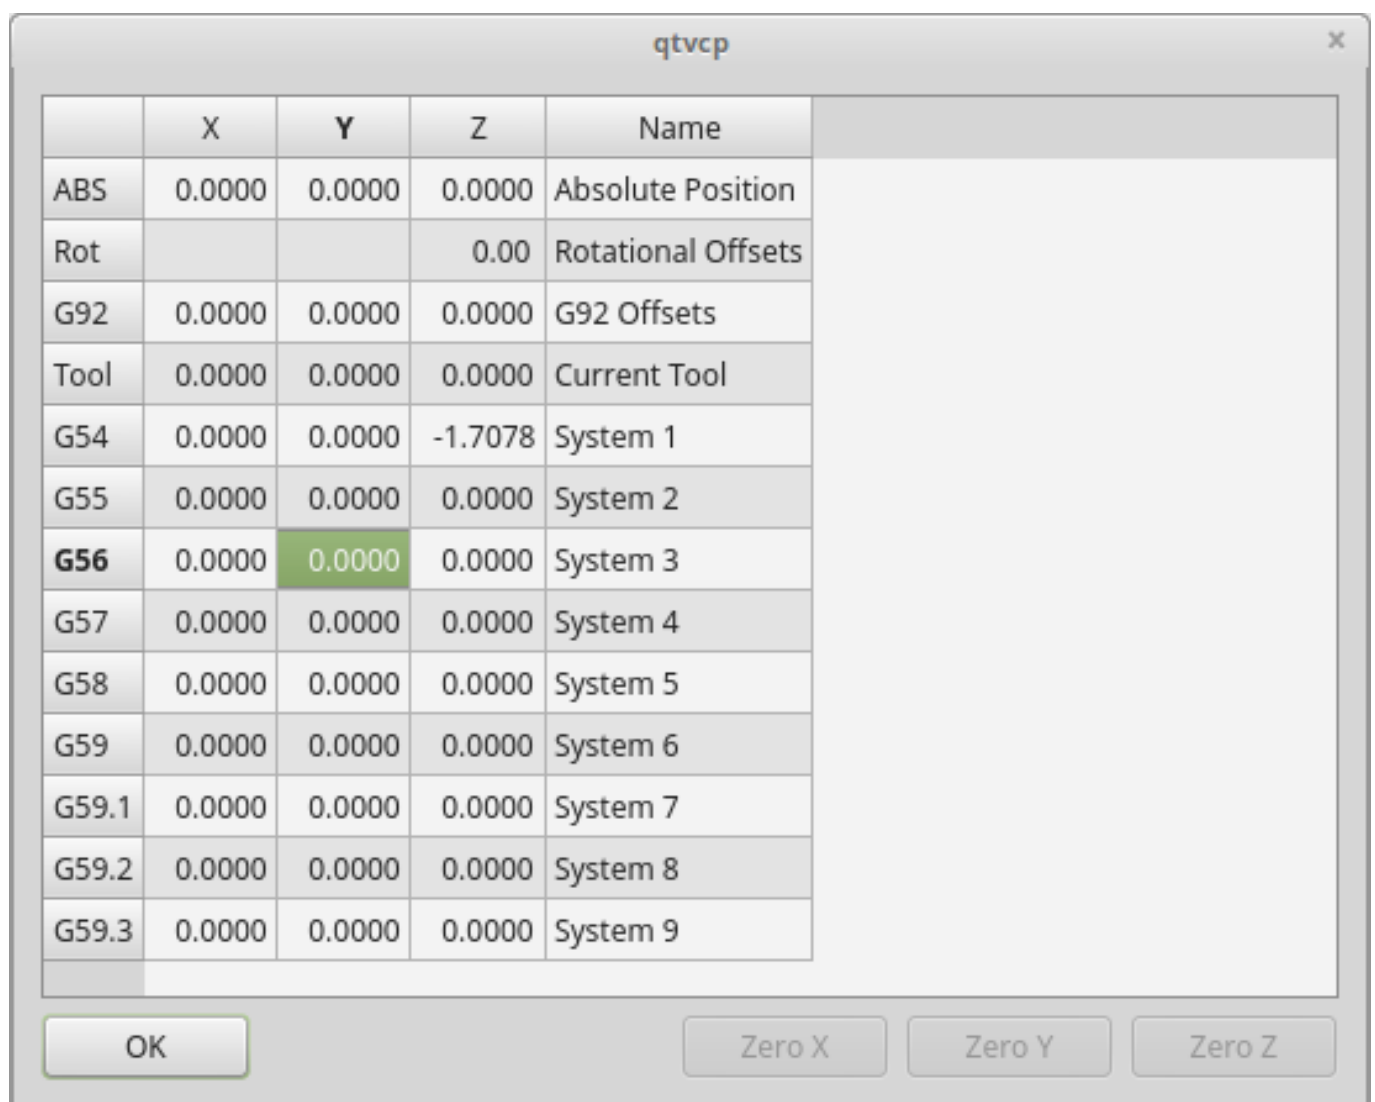 qtvcp ×
X Y Z Name
ABS 0.0000 0.0000 0.0000 Absolute Position
Rot 0.00 Rotational Offsets
G92 0.0000 0.0000 0.0000 G92 Offsets
Tool 0.0000 0.0000 0.0000 Current Tool
G54 0.0000 0.0000 -1.7078 System 1
G55 0.0000 0.0000 0.0000 System 2
G56 0.0000 0.0000 0.0000 System 3
G57 0.0000 0.0000 0.0000 System 4
G58 0.0000 0.0000 0.0000 System 5
G59 0.0000 0.0000 0.0000 System 6
G59.1 0.0000 0.0000 0.0000 System 7
G59.2 0.0000 0.0000 0.0000 System 8
G59.3 0.0000 0.0000 0.0000 System 9
OK Zero X Zero Y Zero Z